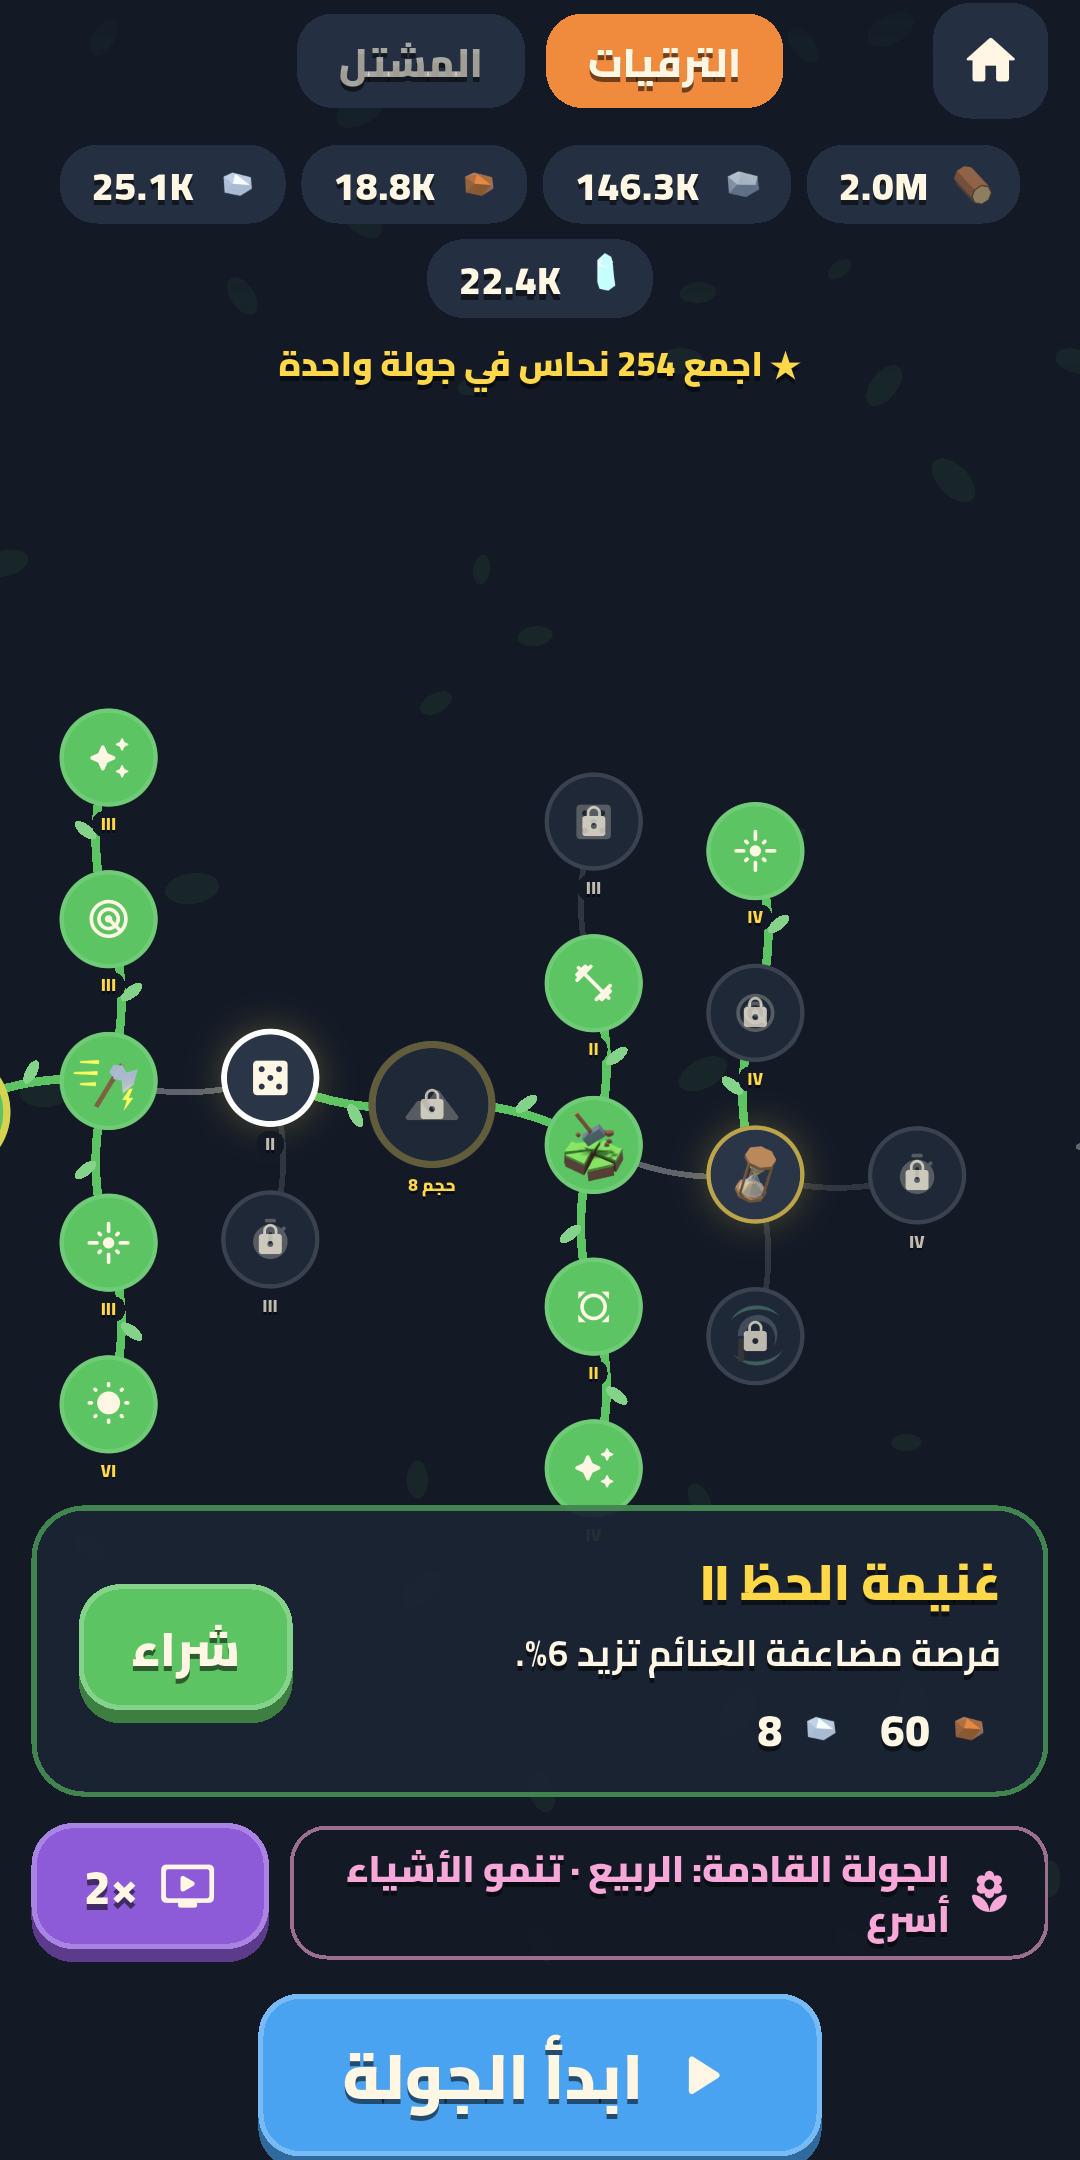 الترقيات
المشتل
2.0M
146.3K
18.8K
25.1K
22.4K
★ اجمع 254 نحاس في جولة واحدة
III
III
III
IV
III
II
IV
II
حجم 8
III
IV
III
II
VI
IV
غنيمة الحظ II
فرصة مضاعفة الغنائم تزيد 6%.
60
8
شراء
الجولة القادمة: الربيع · تنمو الأشياء
أسرع
2×
ابدأ الجولة